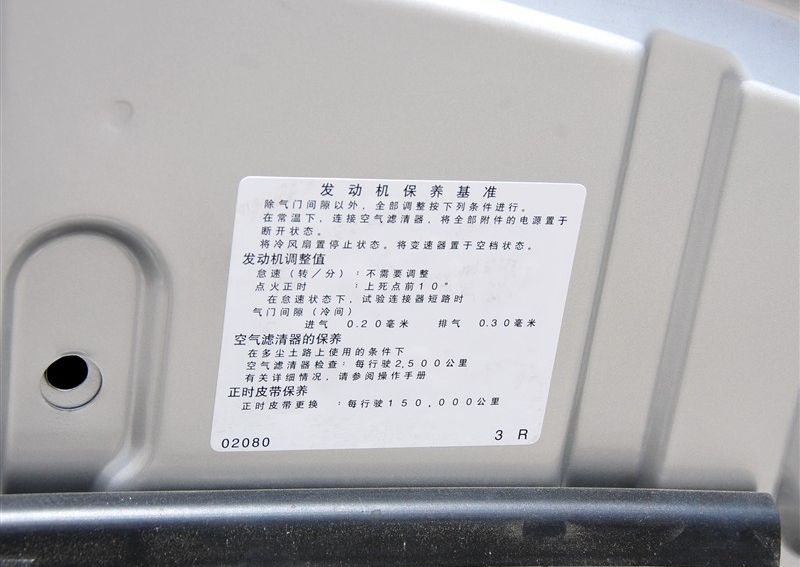 发动机保养基准
除气门间隙以外，全部调整按下列条件进行。
在常温下，连接空气滤清器，将全部附件的电源置于
断开状态。
将冷风扇置停止状态。将变速器置于空档状态。
发动机调整值
怠速（转／分）：不需要调整
点火正时　　　：上死点前10°
在怠速状态下，试验连接器短路时
气门间隙（冷间）
进气 0.20毫米 排气 0.30毫米
空气滤清器的保养
在多尘土路上使用的条件下
空气滤清器检查：每行驶2,500公里
有关详细情况，请参阅操作手册
正时皮带保养
正时皮带更换 ：每行驶150,000公里
02080 3 R